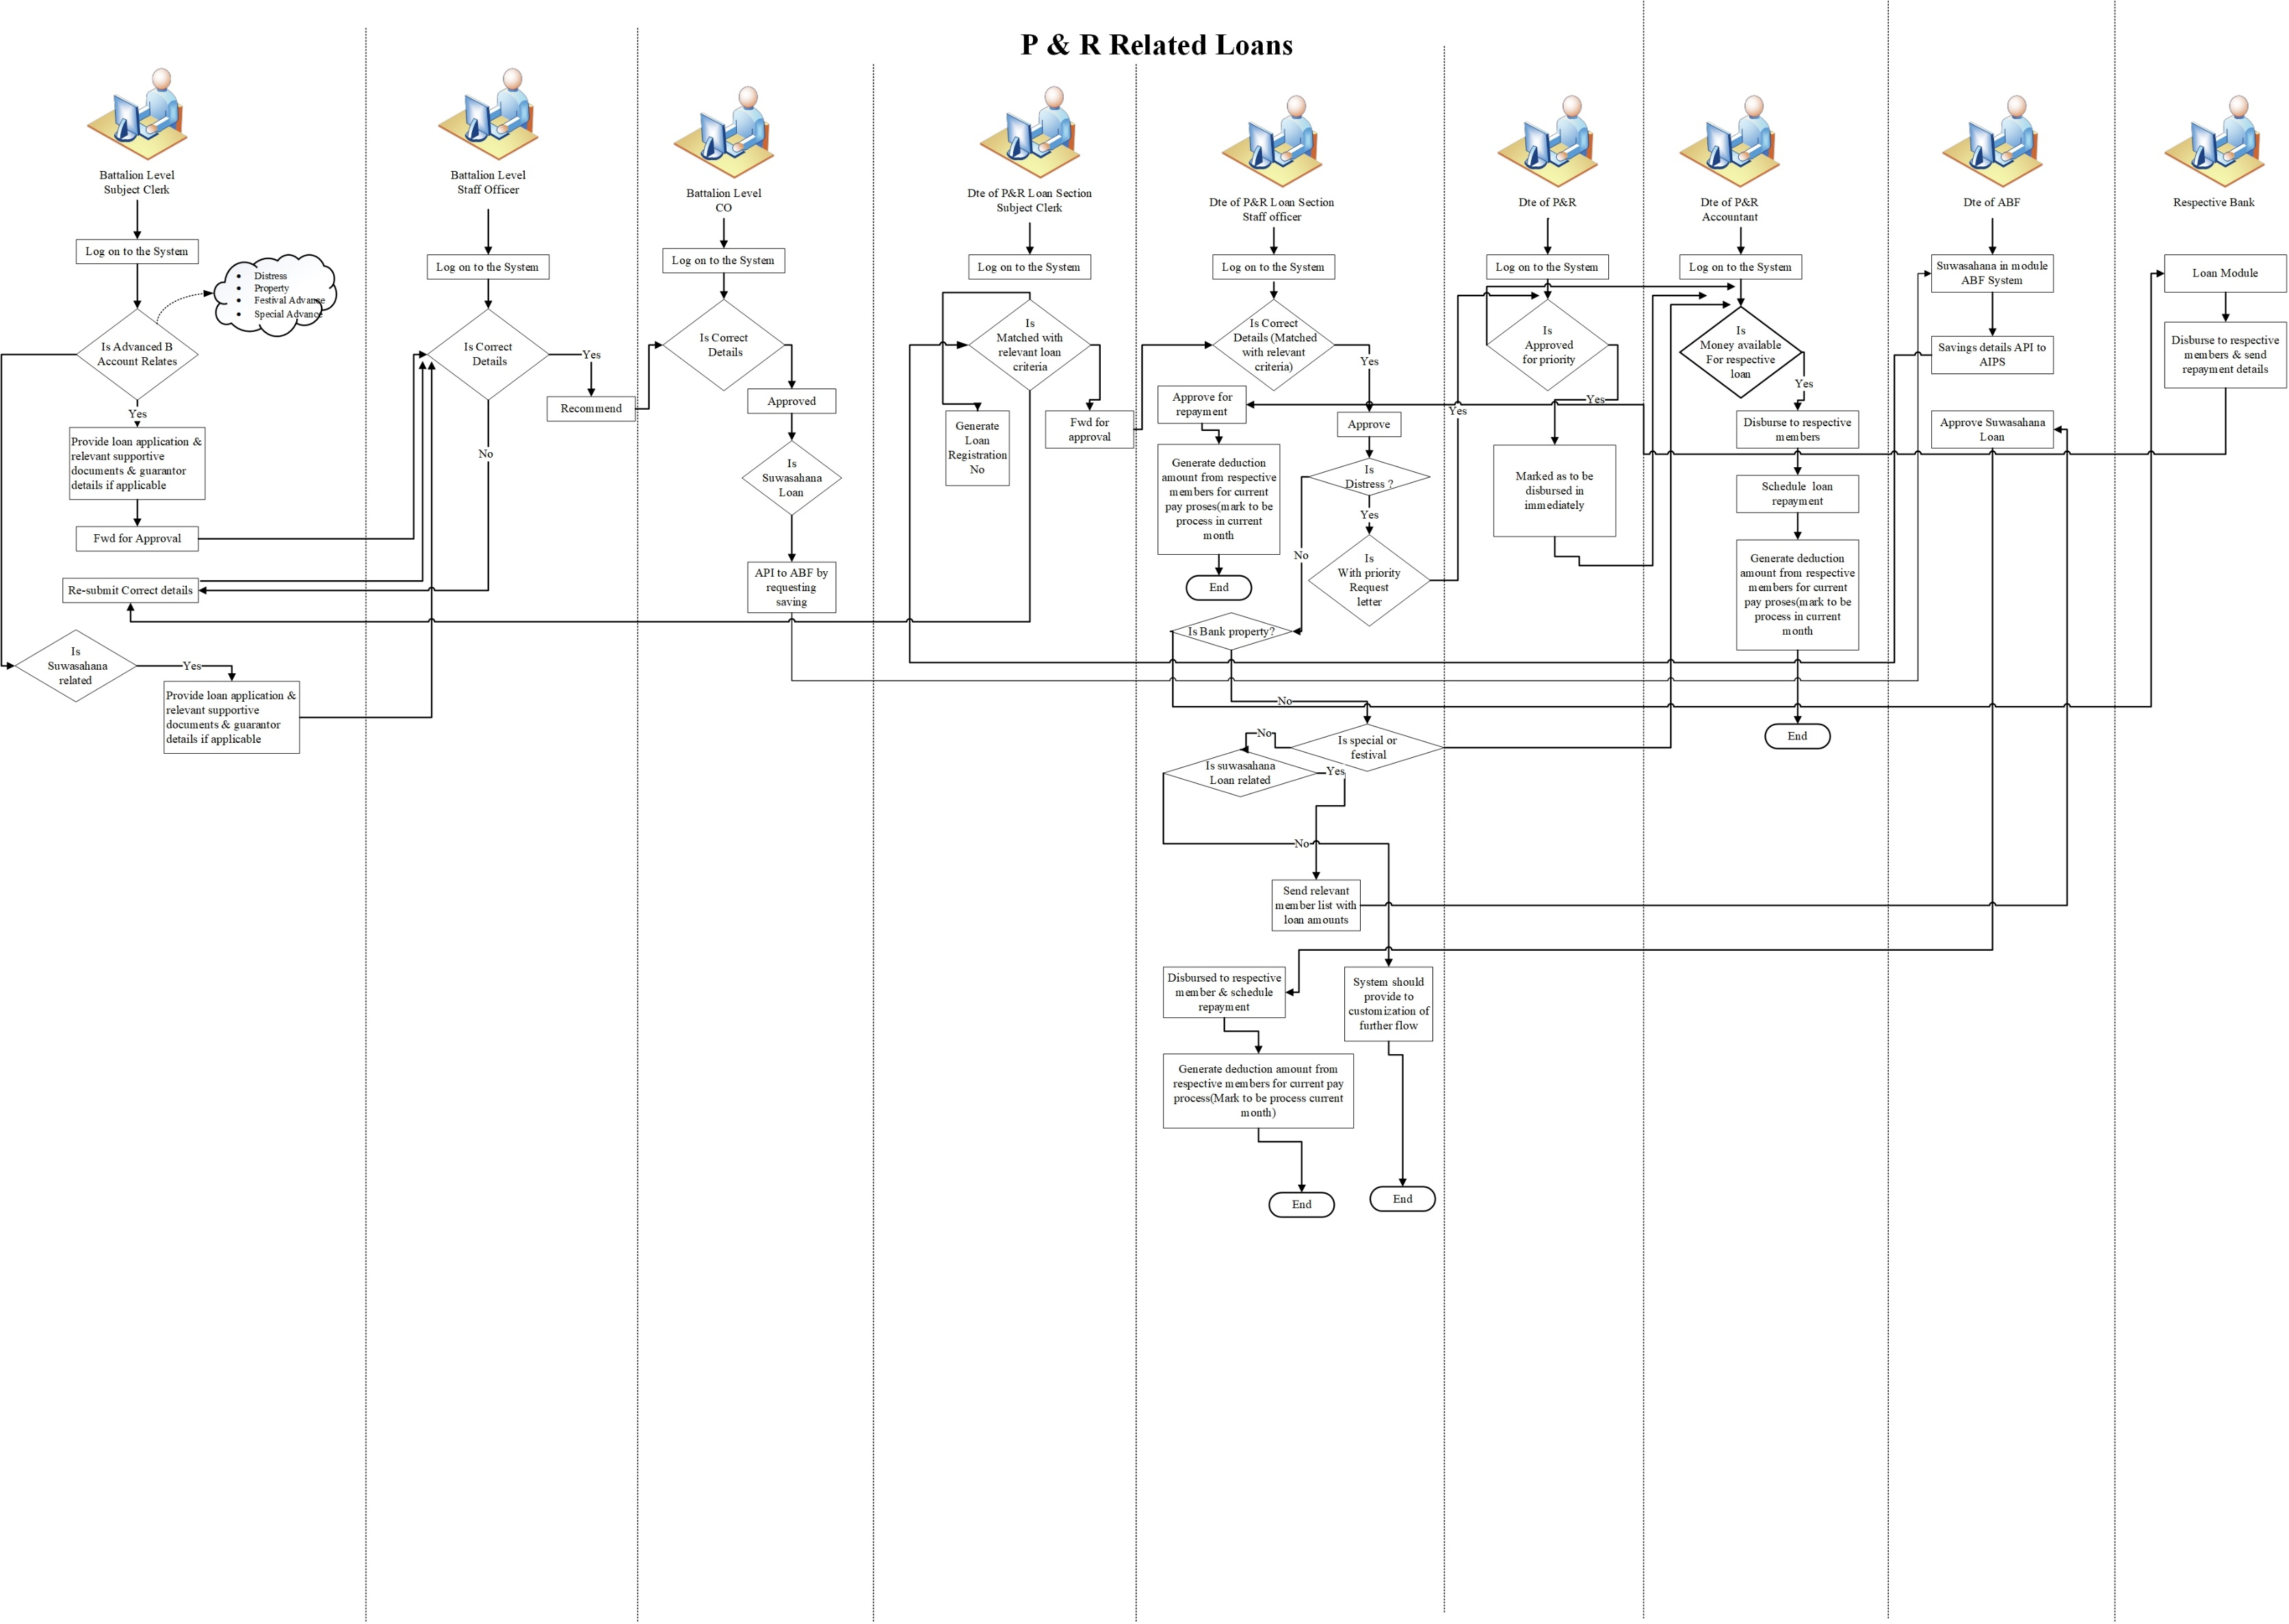 P & R Related Loans
Battalion Level
Subject Clerk
Log on to the System
Distress
Property
Festival Advance
Special Advance
Is Advanced B
Account Relates
Yes
Provide loan application &
relevant supportive
documents & guarantor
details if applicable
Fwd for Approval
Re-submit Correct details
Is
Suwasahana
related
Yes
Provide loan application &
relevant supportive
documents & guarantor
details if applicable
Battalion Level
Staff Officer
Log on to the System
Is Correct
Details
Yes
Recommend
No
Battalion Level
CO
Log on to the System
Is Correct
Details
Approved
Is
Suwasahana
Loan
API to ABF by
requesting
saving
Dte of P&R Loan Section
Subject Clerk
Log on to the System
Is
Matched with
relevant loan
criteria
Generate
Loan
Registration
No
Fwd for
approval
Dte of P&R Loan Section
Staff officer
Log on to the System
Is Correct
Details (Matched
with relevant
criteria)
Yes
Approve for
repayment
Approve
Generate deduction
amount from respective
members for current
pay proses(mark to be
process in current
month
End
Is
Distress ?
Yes
No
Is
With priority
Request
letter
Yes
Is Bank property?
No
Is special or
festival
No
Is suwasahana
Loan related
Yes
No
Send relevant
member list with
loan amounts
Disbursed to respective
member & schedule
repayment
System should
provide to
customization of
further flow
Generate deduction amount from
respective members for current pay
process(Mark to be process current
month)
End
End
Dte of P&R
Log on to the System
Is
Approved
for priority
Yes
Marked as to be
disbursed in
immediately
Dte of P&R
Accountant
Log on to the System
Is
Money available
For respective
loan
Yes
Disburse to respective
members
Schedule loan
repayment
Generate deduction
amount from respective
members for current
pay proses(mark to be
process in current
month
End
Dte of ABF
Suwasahana in module
ABF System
Savings details API to
AIPS
Approve Suwasahana
Loan
Respective Bank
Loan Module
Disburse to respective
members & send
repayment details